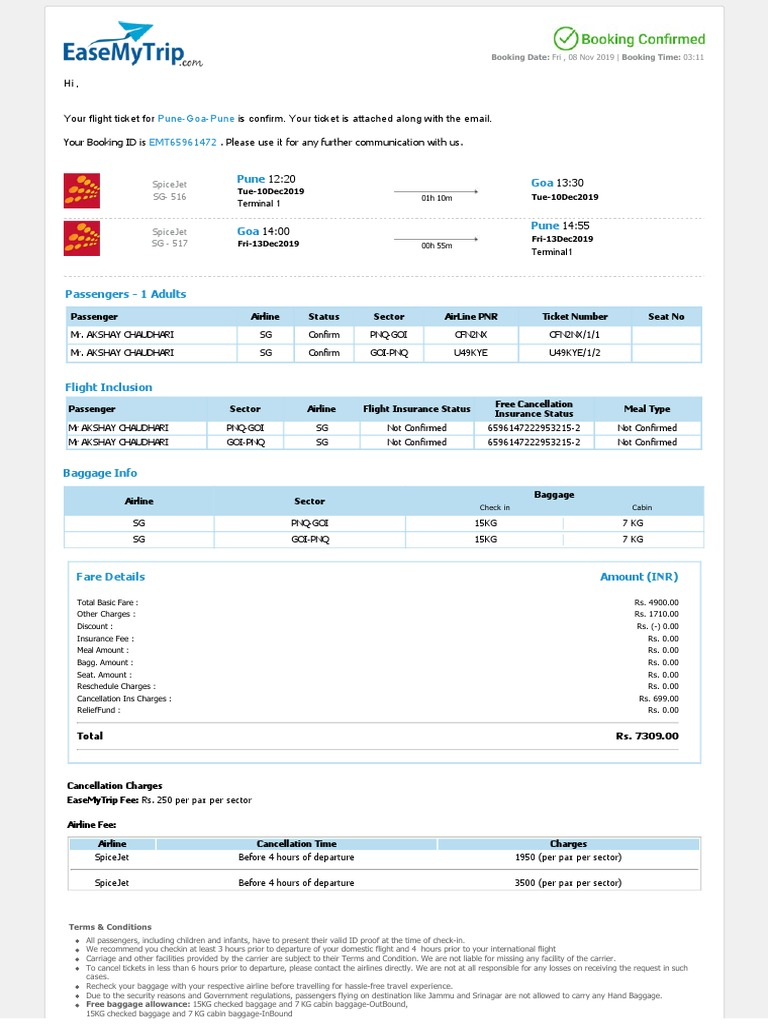 EaseMyTrip.com
Booking Confirmed
Booking Date: Fri , 08 Nov 2019 | Booking Time: 03:11
Hi ,
Your flight ticket for Pune-Goa-Pune is confirm. Your ticket is attached along with the email.
Your Booking ID is EMT65961472 . Please use it for any further communication with us.
SpiceJet
SG- 516
Pune 12:20
Tue-10Dec2019
Terminal 1
01h 10m
Goa 13:30
Tue-10Dec2019
SpiceJet
SG - 517
Goa 14:00
Fri-13Dec2019
00h 55m
Pune 14:55
Fri-13Dec2019
Terminal1
Passengers - 1 Adults
Passenger Airline Status Sector AirLine PNR Ticket Number Seat No
Mr. AKSHAY CHAUDHARI SG Confirm PNQ-GOI CFN2NX CFN2NX/1/1
Mr. AKSHAY CHAUDHARI SG Confirm GOI-PNQ U49KYE U49KYE/1/2
Flight Inclusion
Passenger Sector Airline Flight Insurance Status Free Cancellation Insurance Status Meal Type
Mr AKSHAY CHAUDHARI PNQ-GOI SG Not Confirmed 6596147222953215-2 Not Confirmed
Mr AKSHAY CHAUDHARI GOI-PNQ SG Not Confirmed 6596147222953215-2 Not Confirmed
Baggage Info
Airline Sector Baggage
Check in Cabin
SG PNQ-GOI 15KG 7 KG
SG GOI-PNQ 15KG 7 KG
Fare Details Amount (INR)
Total Basic Fare : Rs. 4900.00
Other Charges : Rs. 1710.00
Discount : Rs. (-) 0.00
Insurance Fee : Rs. 0.00
Meal Amount : Rs. 0.00
Bagg. Amount : Rs. 0.00
Seat. Amount : Rs. 0.00
Reschedule Charges : Rs. 0.00
Cancellation Ins Charges : Rs. 699.00
ReliefFund : Rs. 0.00
Total Rs. 7309.00
Cancellation Charges
EaseMyTrip Fee: Rs. 250 per pax per sector
Airline Fee:
Airline Cancellation Time Charges
SpiceJet Before 4 hours of departure 1950 (per pax per sector)
SpiceJet Before 4 hours of departure 3500 (per pax per sector)
Terms & Conditions
All passengers, including children and infants, have to present their valid ID proof at the time of check-in.
We recommend you checkin at least 3 hours prior to departure of your domestic flight and 4 hours prior to your international flight
Carriage and other facilities provided by the carrier are subject to their Terms and Condition. We are not liable for missing any facility of the carrier.
To cancel tickets in less than 6 hours prior to departure, please contact the airlines directly. We are not at all responsible for any losses on receiving the request in such
cases.
Recheck your baggage with your respective airline before travelling for hassle-free travel experience.
Due to the security reasons and Government regulations, passengers flying on destination like Jammu and Srinagar are not allowed to carry any Hand Baggage.
Free baggage allowance: 15KG checked baggage and 7 KG cabin baggage-OutBound,
15KG checked baggage and 7 KG cabin baggage-InBound